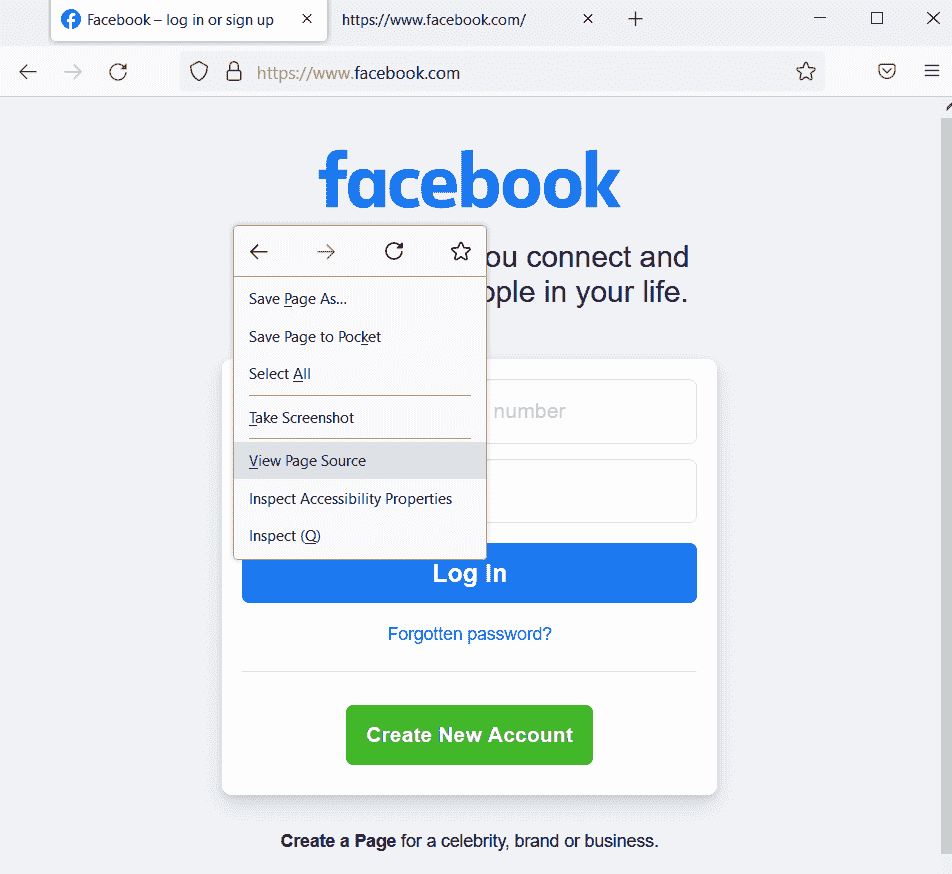 Facebook – log in or sign up
https://www.facebook.com/
https://www.facebook.com
facebook
ou connect and
ople in your life.
Save Page As...
Save Page to Pocket
Select All
number
Take Screenshot
View Page Source
Inspect Accessibility Properties
Inspect (Q)
Log In
Forgotten password?
Create New Account
Create a Page for a celebrity, brand or business.